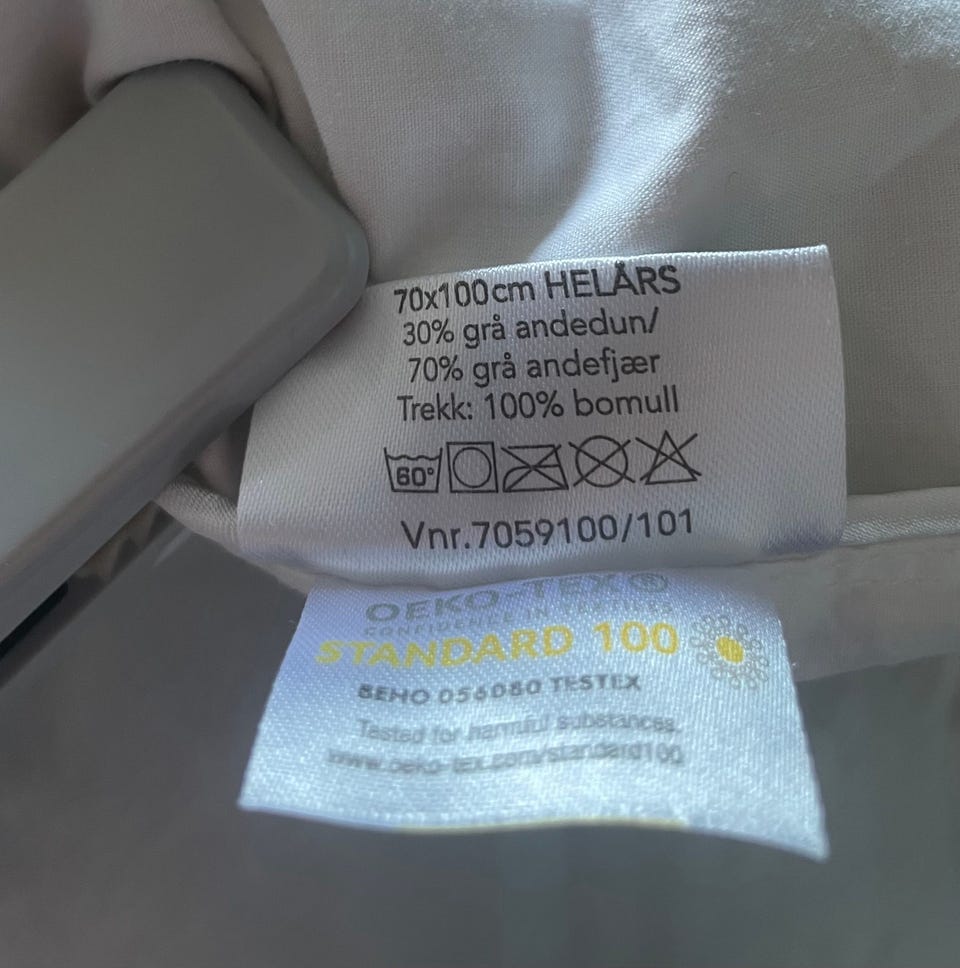 70x100cm HELÅRS
30% grå andedun/
70% grå andefjær
Trekk: 100% bomull
60°
Vnr.7059100/101
OEKO-TEX®
CONFIDENCE IN TEXTILES
STANDARD 100
BEHO 056080 TESTEX
Tested for harmful substances.
www.oeko-tex.com/standard100